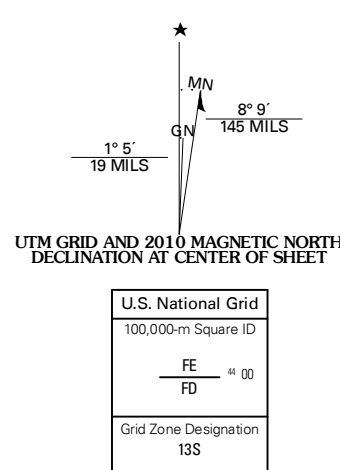 ★
MN
GN
8° 9´
145 MILS
1° 5´
19 MILS
UTM GRID AND 2010 MAGNETIC NORTH
DECLINATION AT CENTER OF SHEET
U.S. National Grid
100,000-m Square ID
FE
44 00
FD
Grid Zone Designation
13S